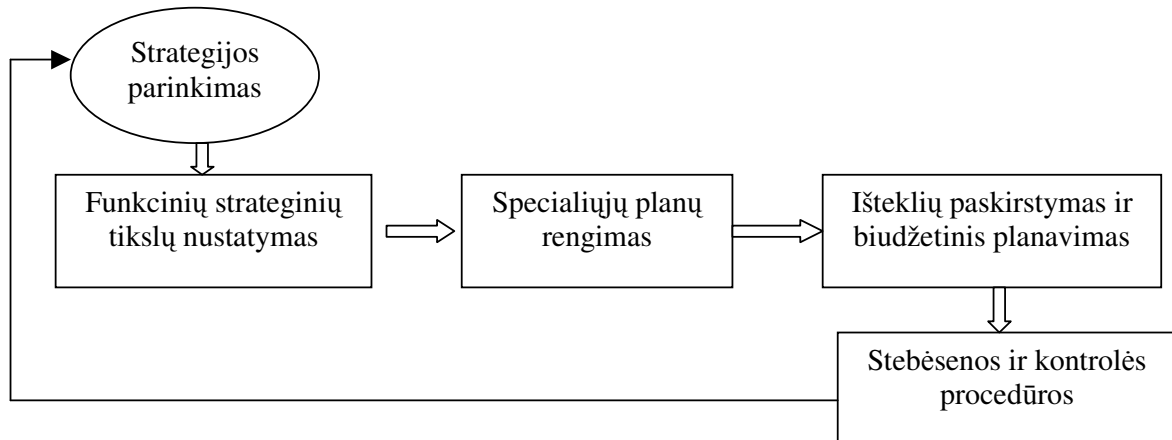 Strategijos
parinkimas
Funkcinių strateginių
tikslų nustatymas
Specialiųjų planų
rengimas
Išteklių paskirstymas ir
biudžetinis planavimas
Stebėsenos ir kontrolės
procedūros